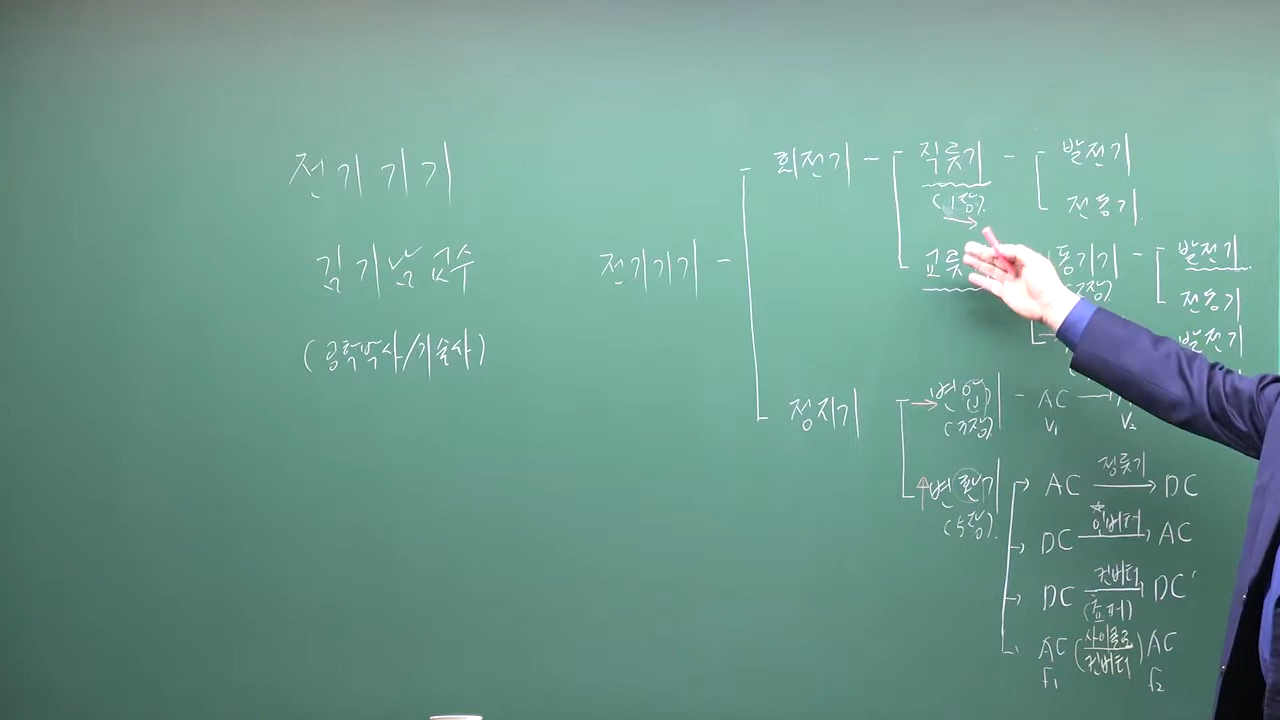 전기기기
김기남 교수
(공학박사/기술사)
전기기기
회전기
직류기
(1장)
발전기
전동기
교류
동기기
(2장)
발전기
전동기
발전기
정지기
변압기
(3장)
AC
V₁ V₂
변환기
(5장)
AC 정류기 → DC
DC 인버터 → AC
DC 컨버터 (쵸퍼) → DC'
AC (사이클로 컨버터) AC
f₁ f₂